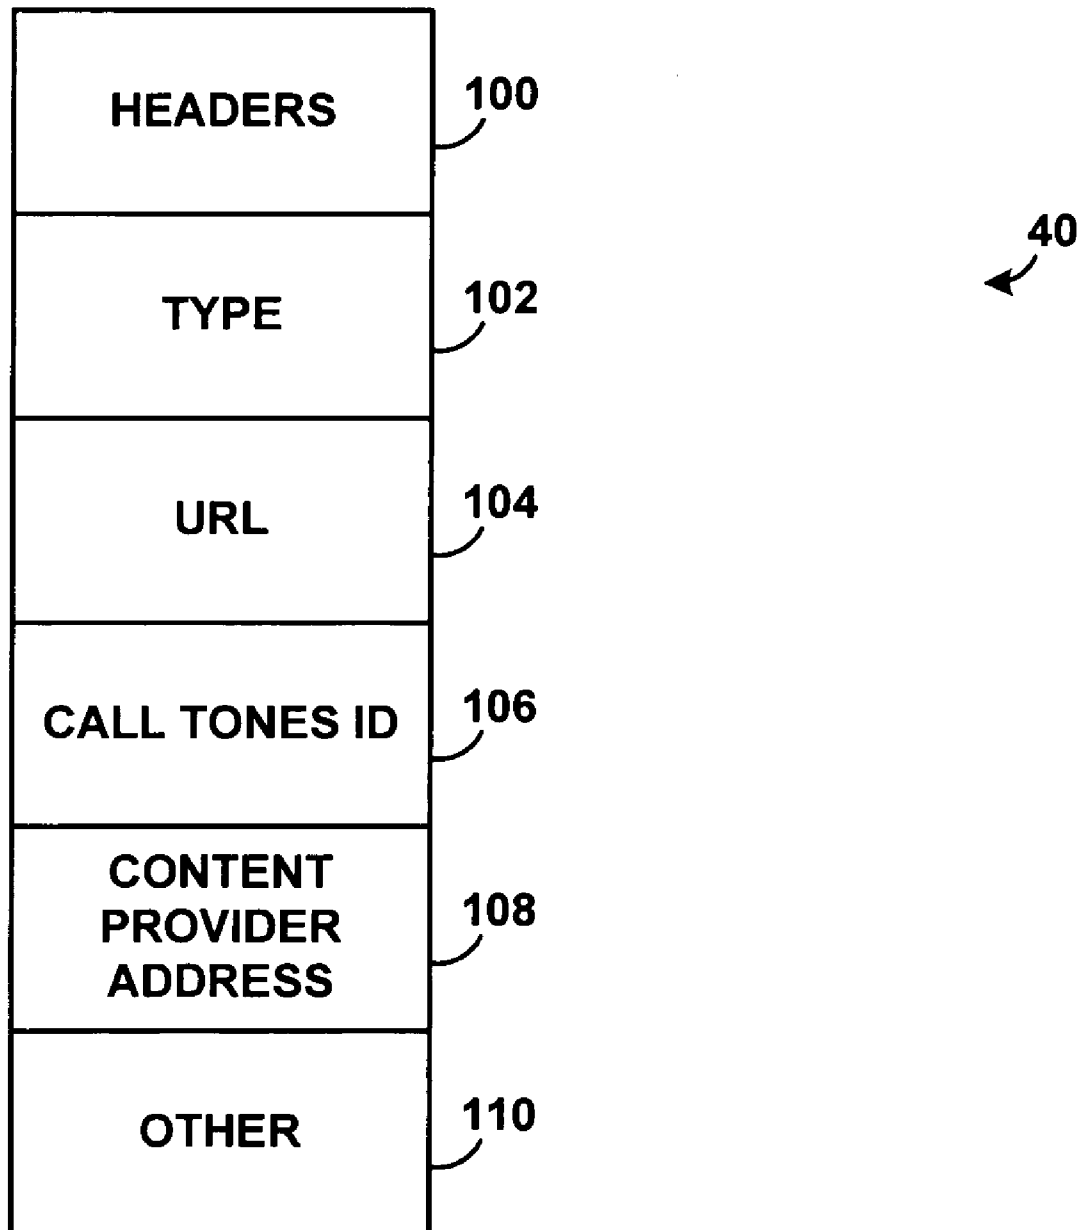 HEADERS
100
40
TYPE
102
URL
104
CALL TONES ID
106
CONTENT
PROVIDER
ADDRESS
108
OTHER
110